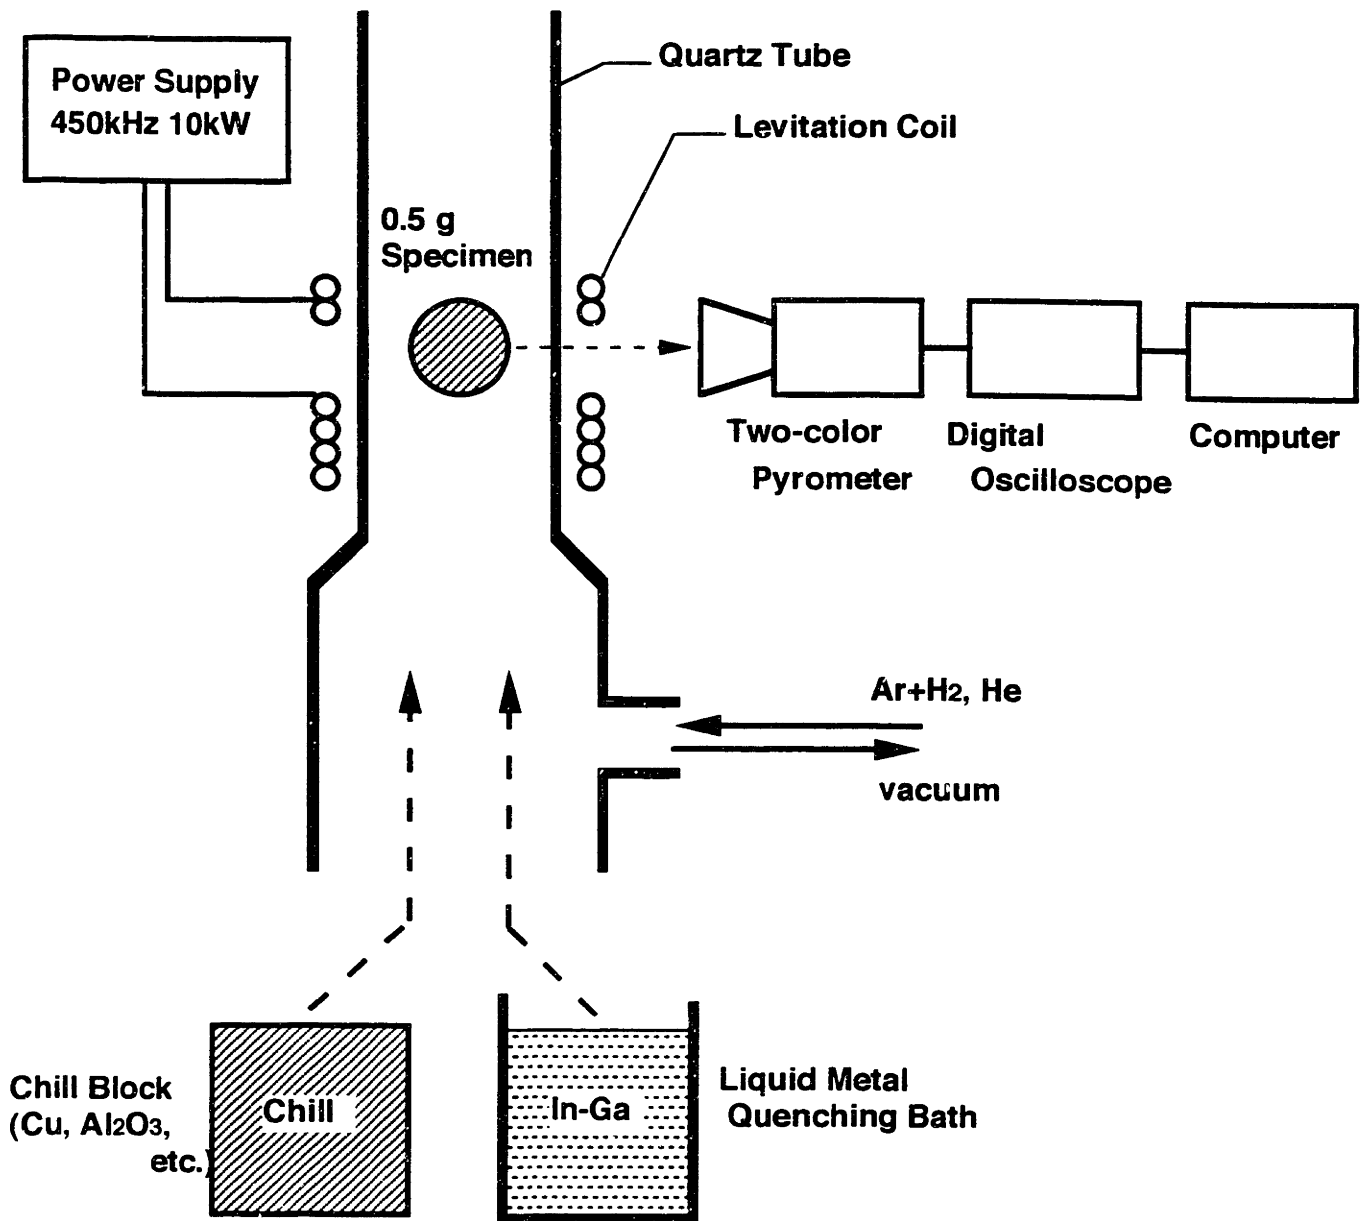 Power Supply
450kHz 10kW
Quartz Tube
Levitation Coil
0.5 g
Specimen
Two-color
Pyrometer
Digital
Oscilloscope
Computer
Ar+H2, He
vacuum
Chill Block
(Cu, Al2O3,
etc.)
Chill
In-Ga
Liquid Metal
Quenching Bath